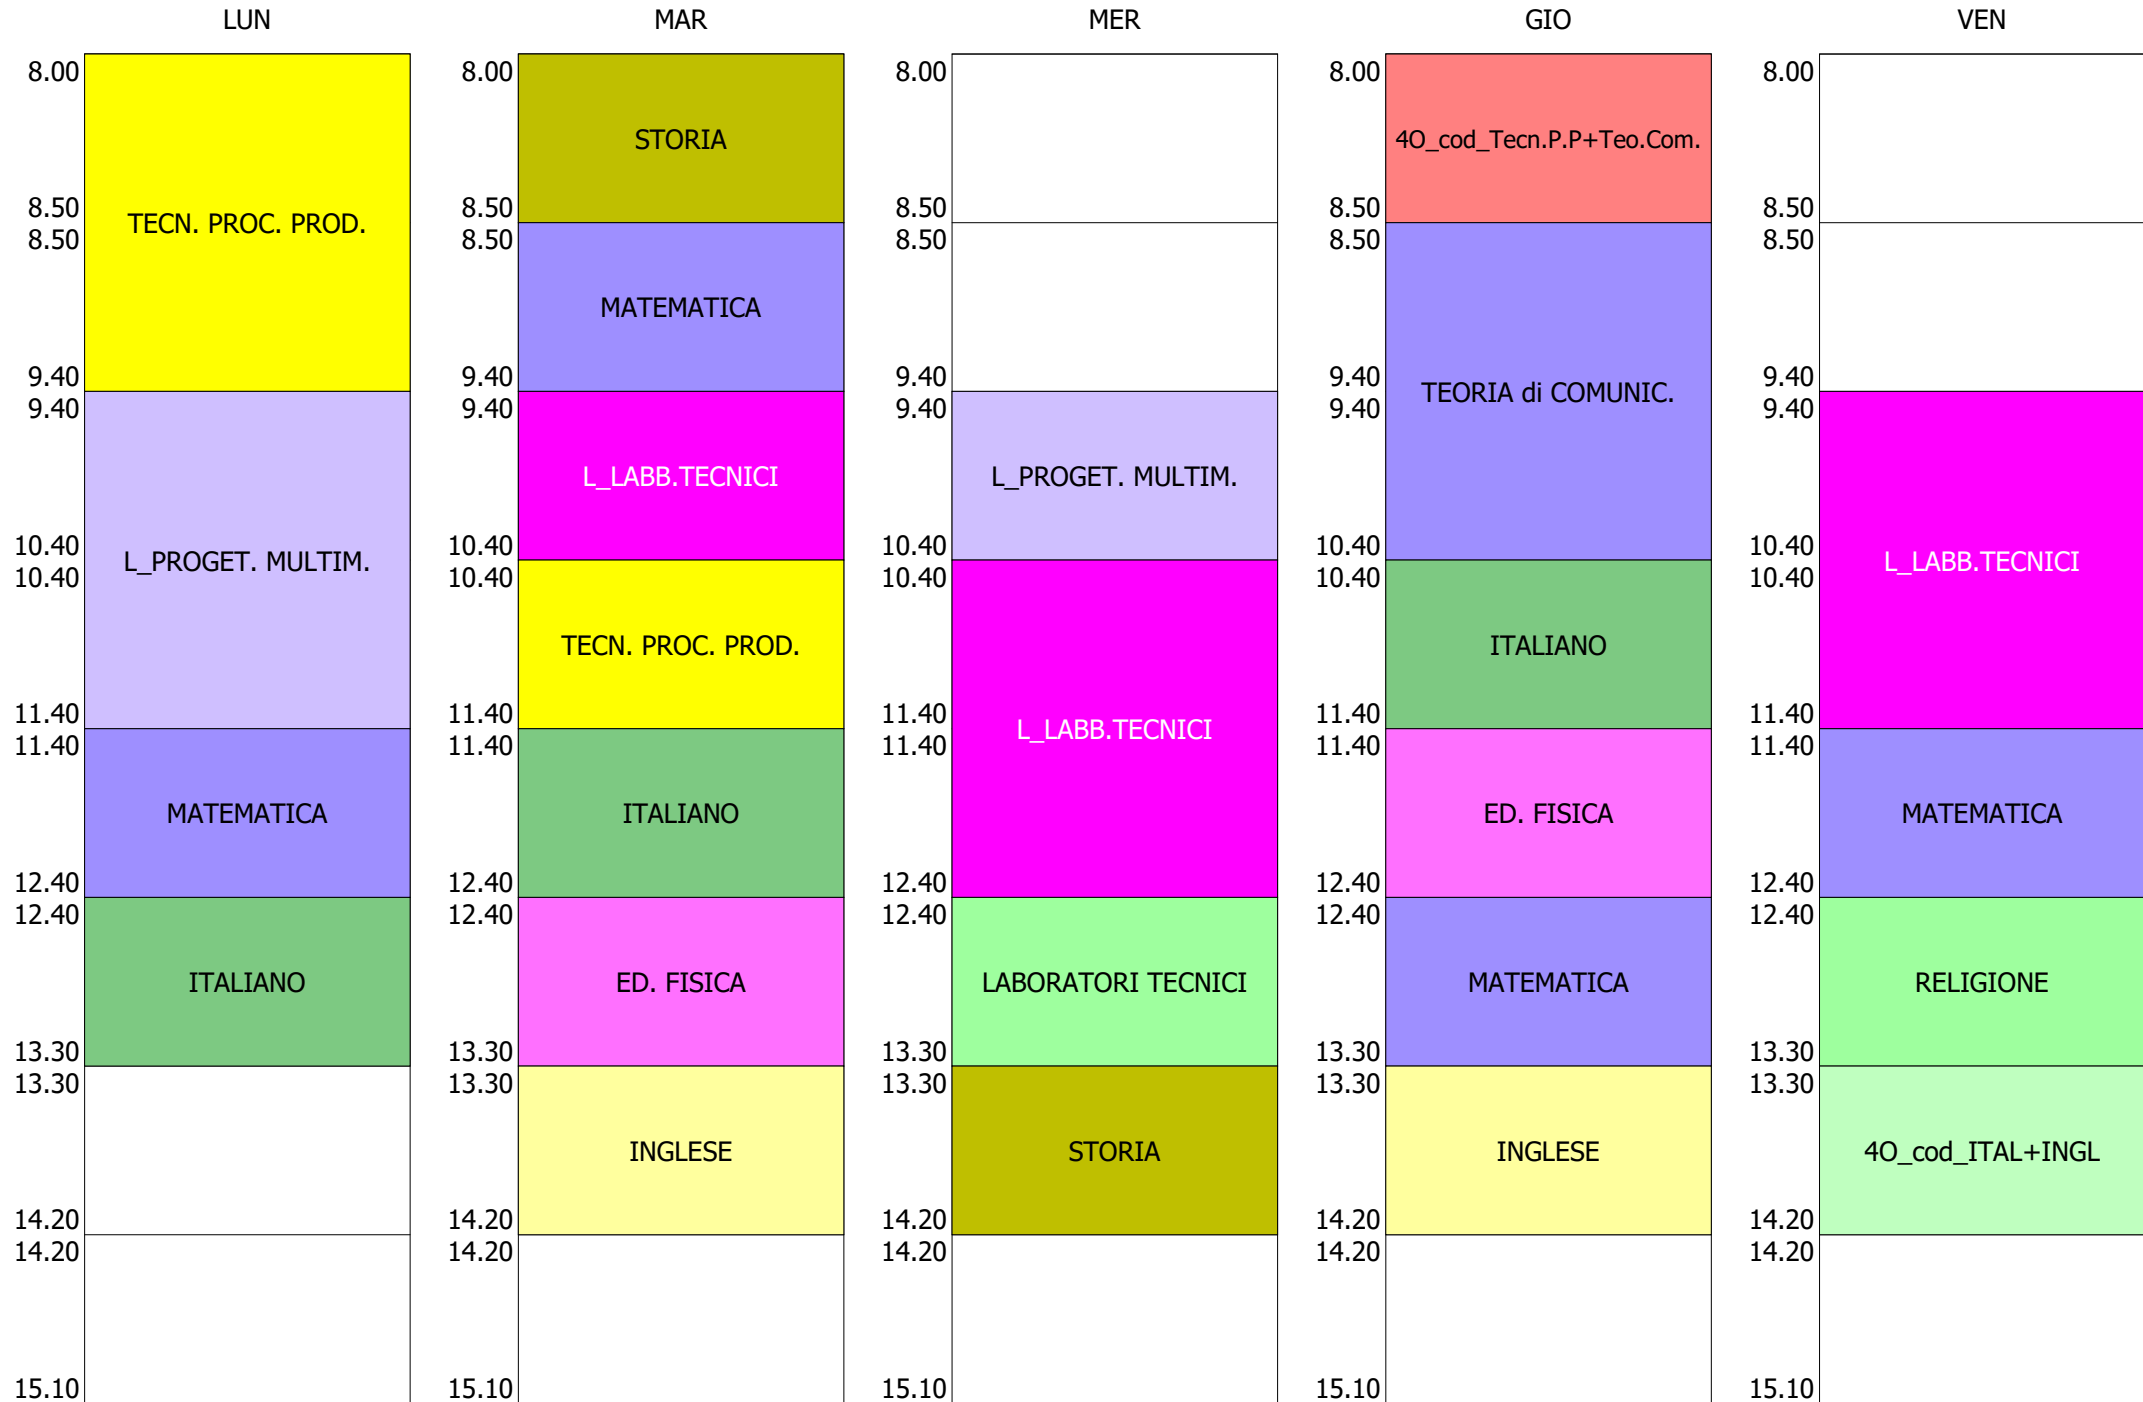 LUN MAR MER GIO VEN
8.00 8.00 8.00 8.00 8.00
STORIA 4O_cod_Tecn.P.P+Teo.Com.
8.50 8.50 8.50 8.50 8.50
TECN. PROC. PROD.
8.50 8.50 8.50 8.50 8.50
MATEMATICA
9.40 9.40 9.40 9.40 9.40
TEORIA di COMUNIC.
9.40 9.40 9.40 9.40 9.40
L_LABB.TECNICI L_PROGET. MULTIM.
10.40 10.40 10.40 10.40 10.40
L_PROGET. MULTIM. L_LABB.TECNICI
10.40 10.40 10.40 10.40 10.40
TECN. PROC. PROD. ITALIANO
11.40 11.40 11.40 11.40 11.40
L_LABB.TECNICI
11.40 11.40 11.40 11.40 11.40
MATEMATICA ITALIANO ED. FISICA MATEMATICA
12.40 12.40 12.40 12.40 12.40
12.40 12.40 12.40 12.40 12.40
ITALIANO ED. FISICA LABORATORI TECNICI MATEMATICA RELIGIONE
13.30 13.30 13.30 13.30 13.30
13.30 13.30 13.30 13.30 13.30
INGLESE STORIA INGLESE 4O_cod_ITAL+INGL
14.20 14.20 14.20 14.20 14.20
14.20 14.20 14.20 14.20 14.20
15.10 15.10 15.10 15.10 15.10